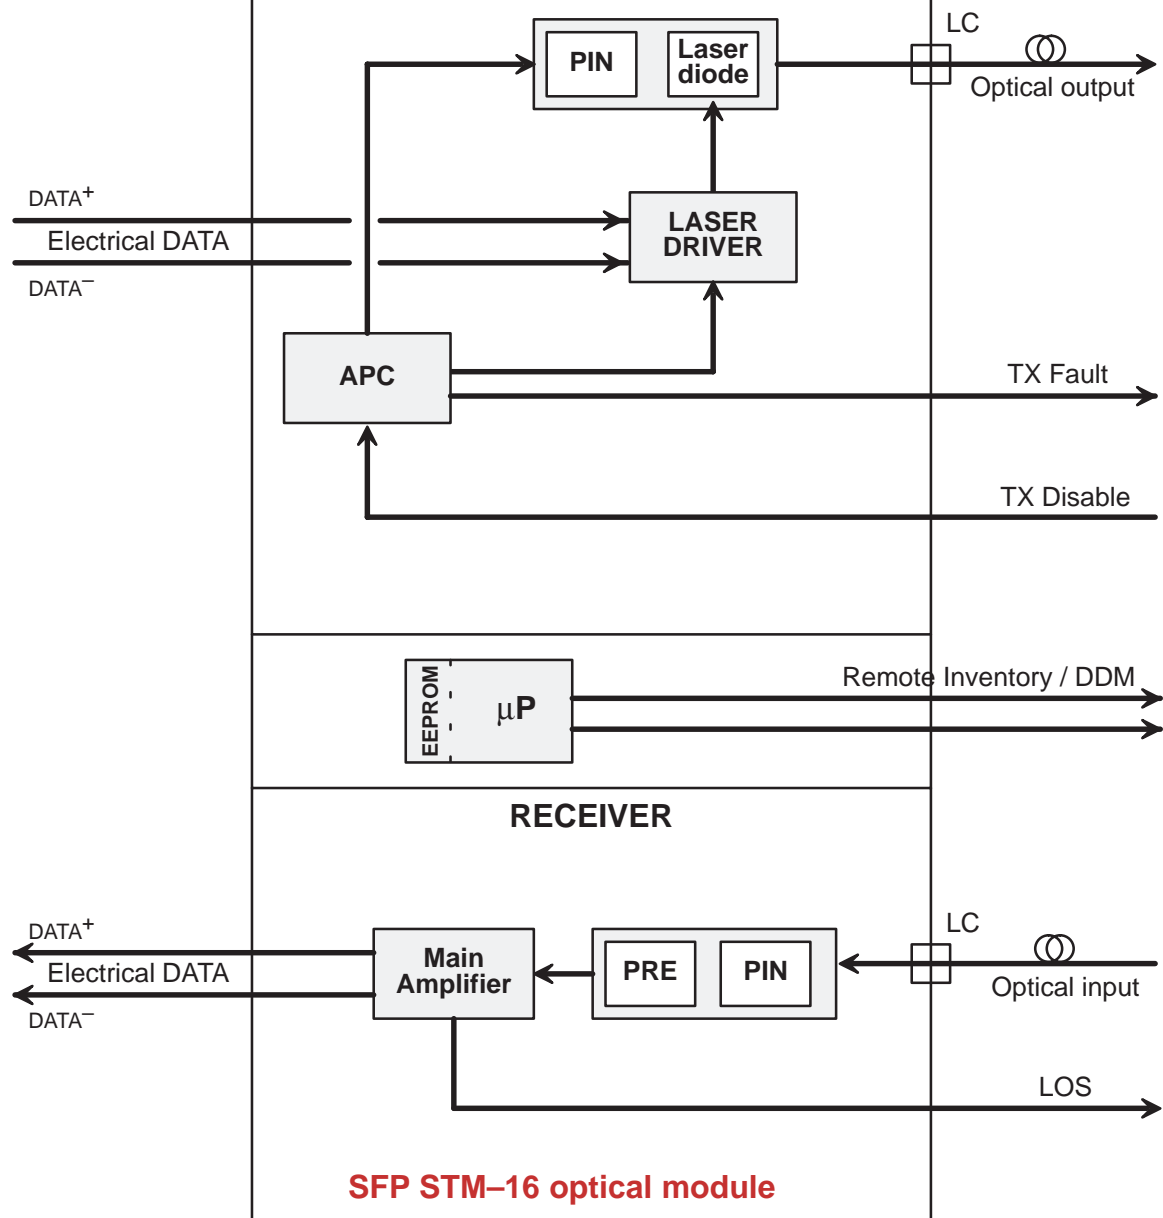 LC
PIN
Laser
diode
Optical output
DATA+
Electrical DATA
DATA–
LASER
DRIVER
APC
TX Fault
TX Disable
EEPROM
μP
Remote Inventory / DDM
RECEIVER
DATA+
Electrical DATA
DATA–
Main
Amplifier
PRE
PIN
LC
Optical input
LOS
SFP STM–16 optical module